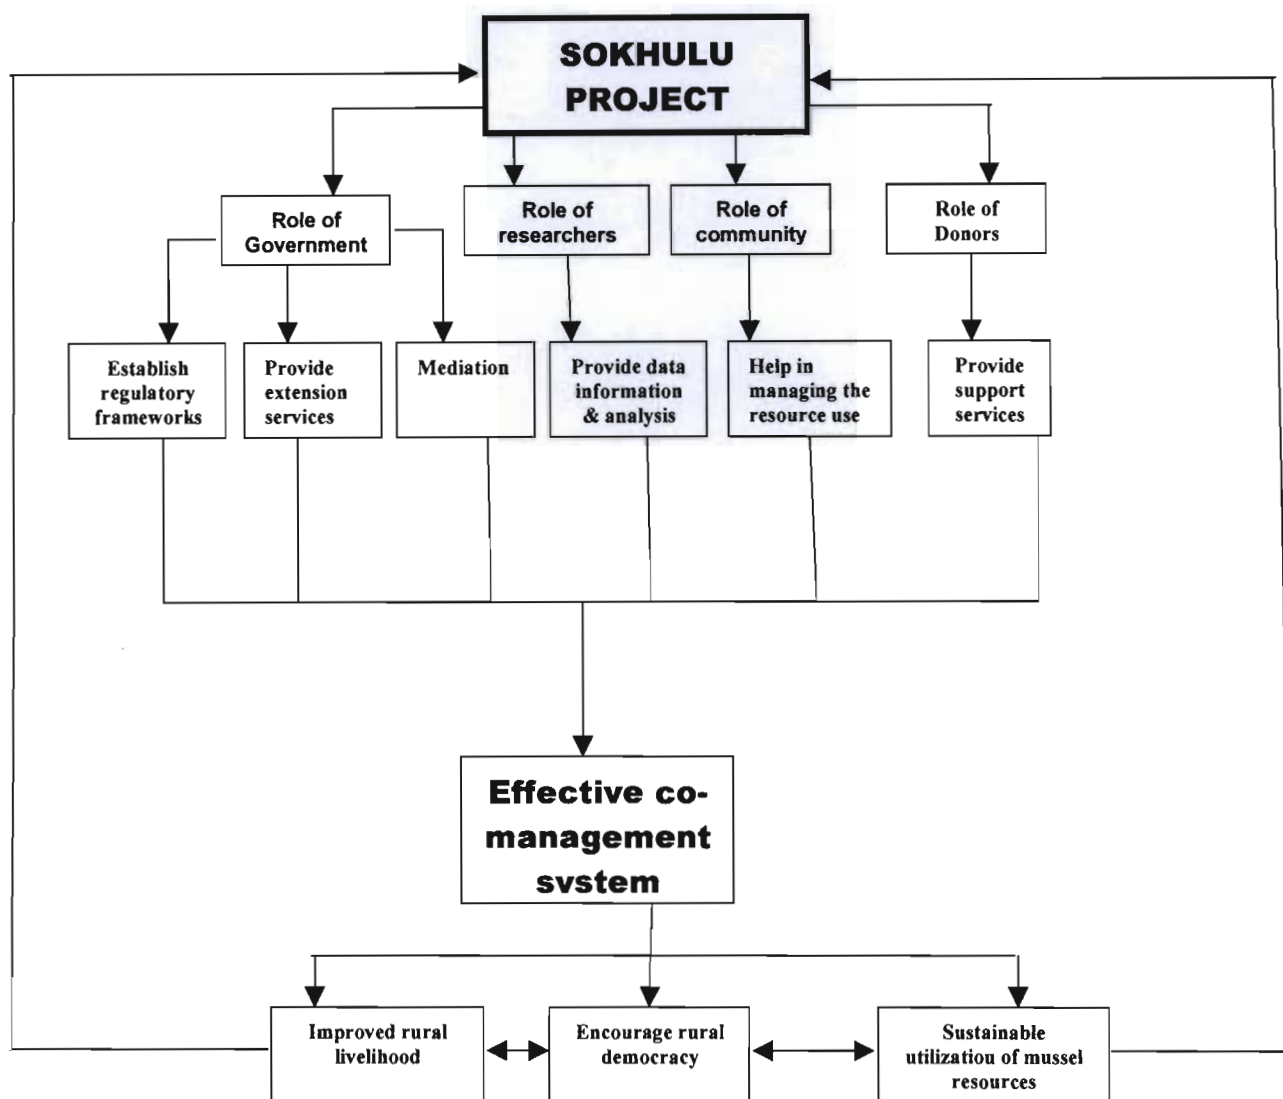 SOKHULU
PROJECT
Role of
Government
Role of
researchers
Role of
community
Role of
Donors
Establish
regulatory
frameworks
Provide
extension
services
Mediation
Provide data
information
& analysis
Help in
managing the
resource use
Provide
support
services
Effective co-
management
system
Improved rural
livelihood
Encourage rural
democracy
Sustainable
utilization of mussel
resources